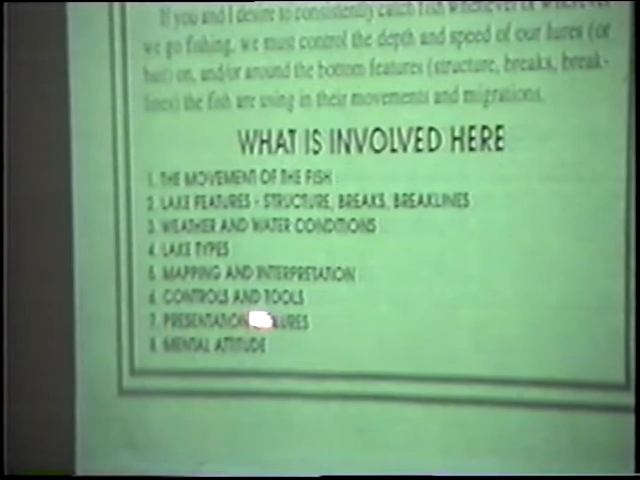 If you and I desire to consistently catch fish whenever or wherever
we go fishing, we must control the depth and speed of our lures (or
bait) on, and/or around the bottom features (structure, breaks, break-
lines) the fish are using in their movements and migrations.
WHAT IS INVOLVED HERE
1. THE MOVEMENT OF THE FISH
2. LAKE FEATURES - STRUCTURE, BREAKS, BREAKLINES
3. WEATHER AND WATER CONDITIONS
4. LAKE TYPES
5. MAPPING AND INTERPRETATION
6. CONTROLS AND TOOLS
7. PRESENTATION LURES
8. MENTAL ATTITUDE